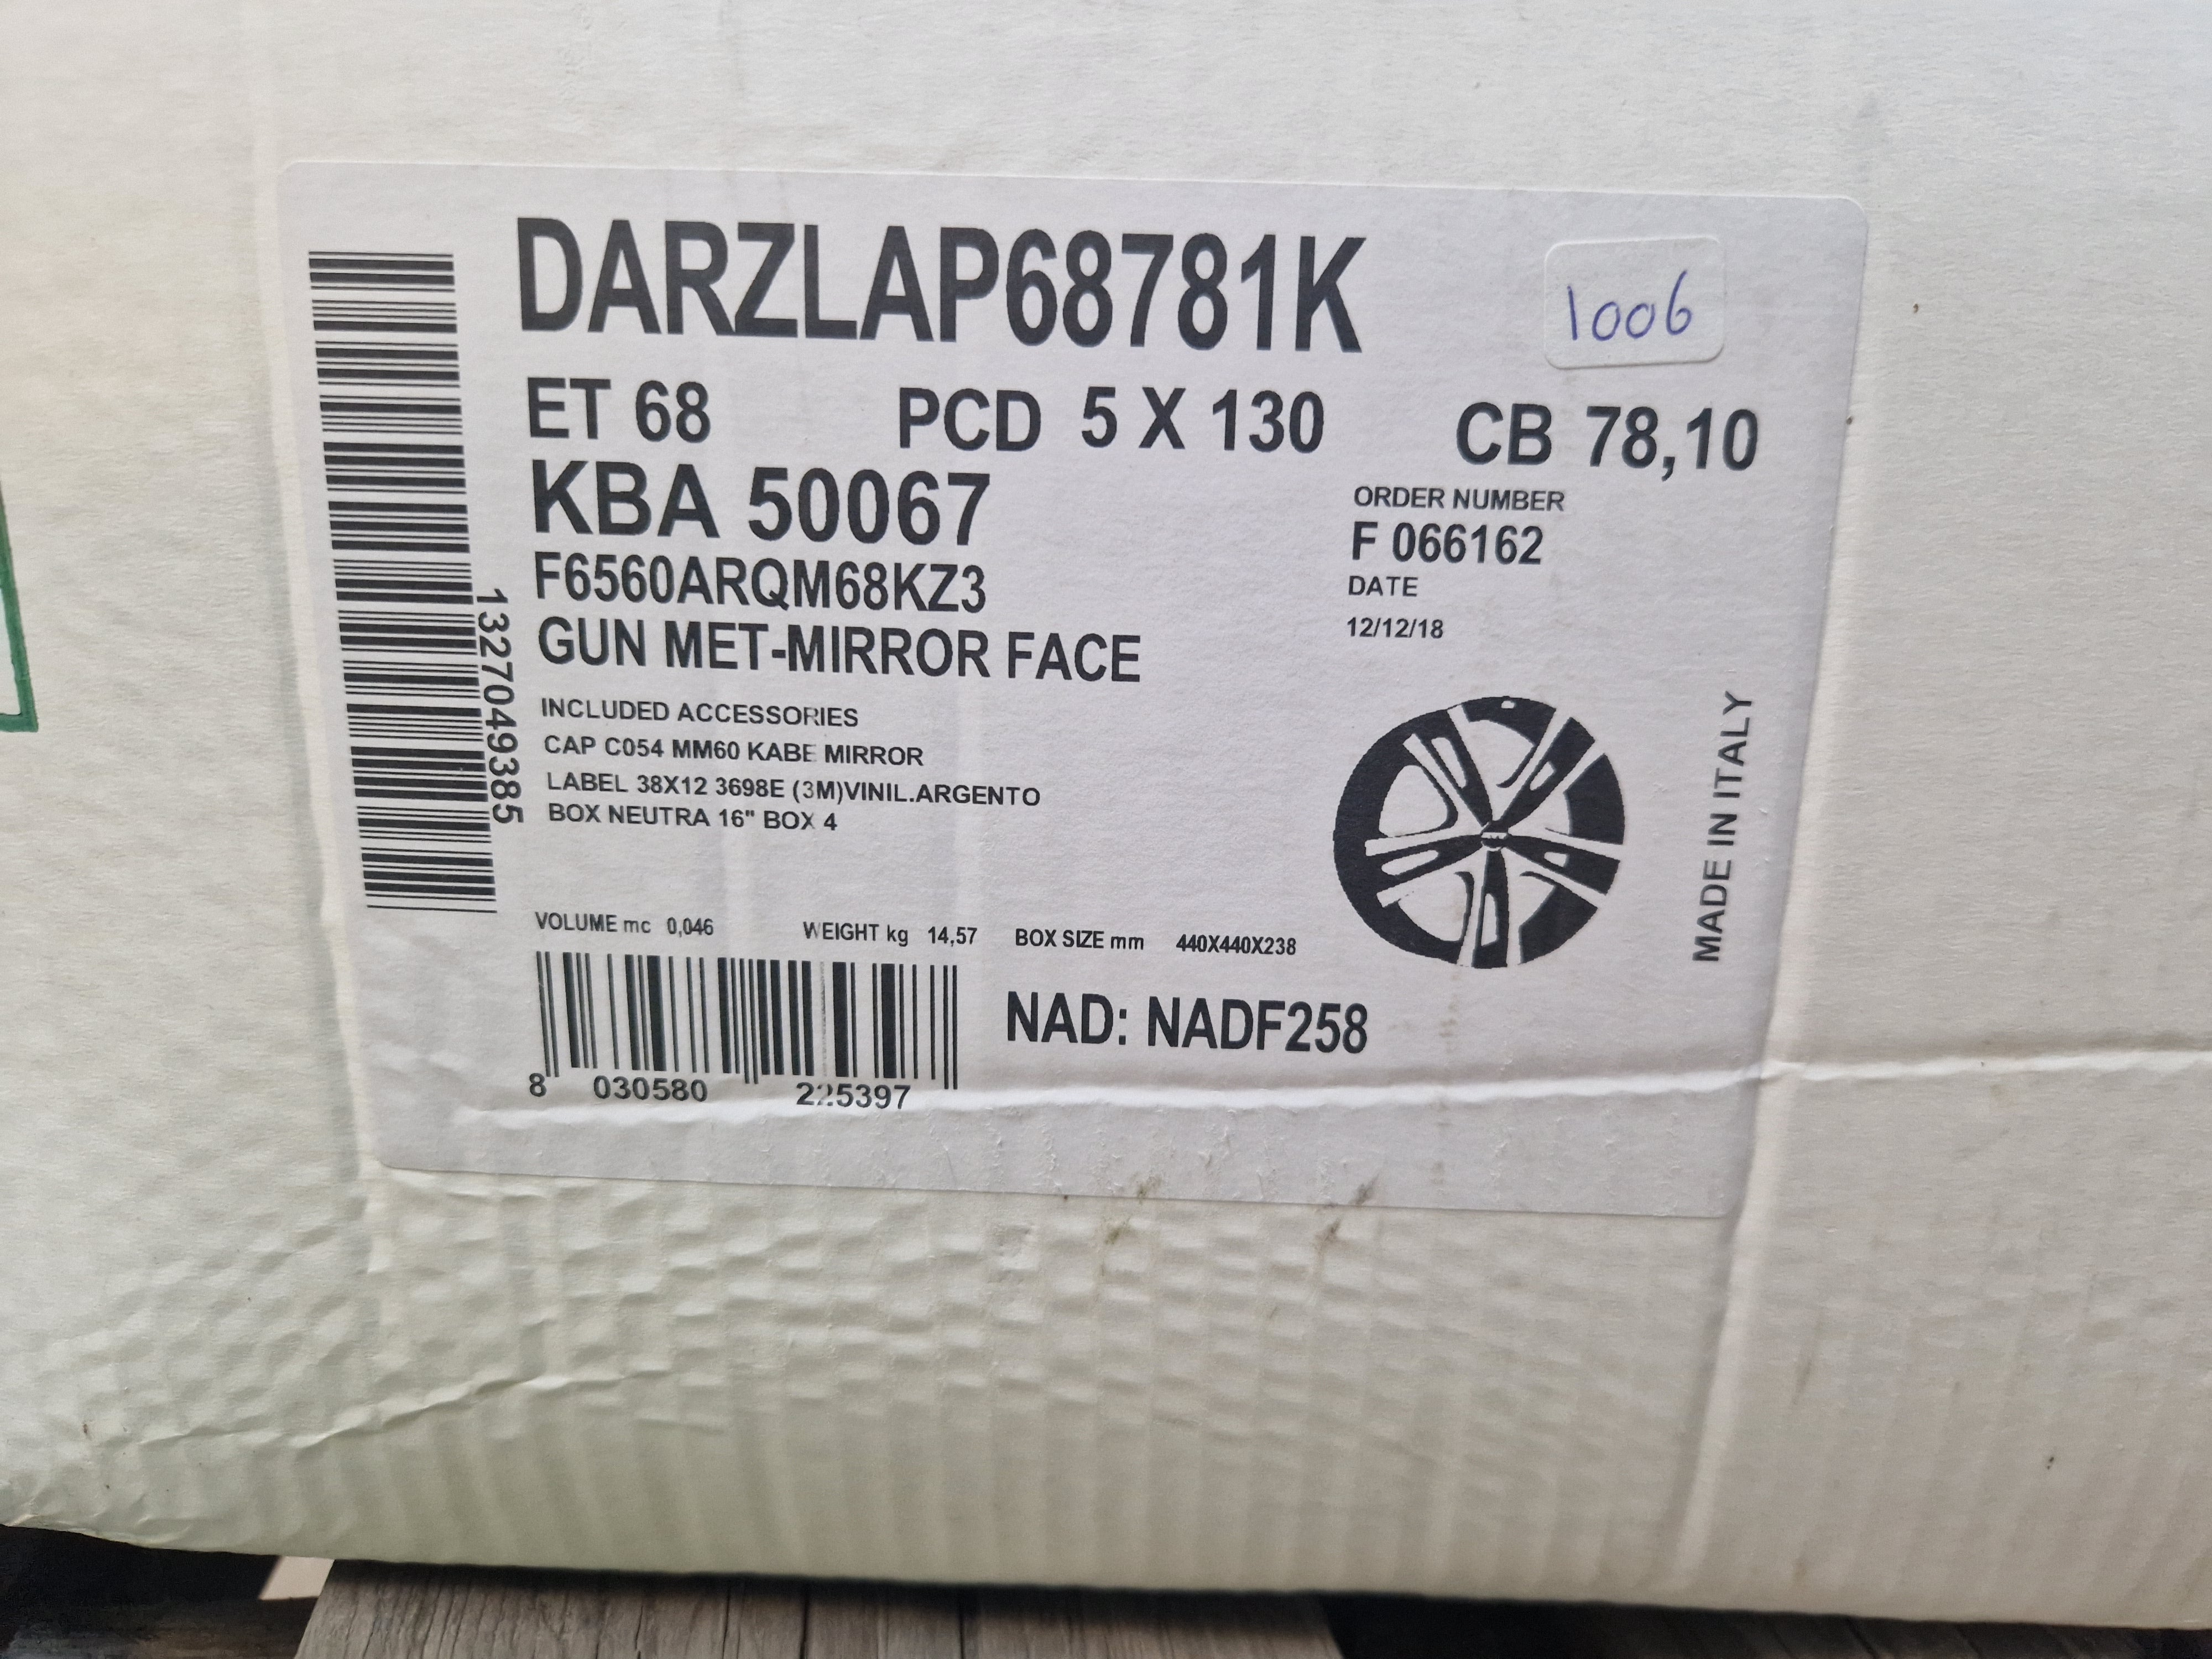 DARZLAP68781K
1006
ET 68 PCD 5 X 130 CB 78,10
KBA 50067
ORDER NUMBER
F 066162
F6560ARQM68KZ3
DATE
12/12/18
GUN MET-MIRROR FACE
INCLUDED ACCESSORIES
CAP C054 MM60 KABE MIRROR
LABEL 38X12 3698E (3M)VINIL.ARGENTO
BOX NEUTRA 16" BOX 4
1327049385
MADE IN ITALY
VOLUME mc 0,046 WEIGHT kg 14,57 BOX SIZE mm 440X440X238
NAD: NADF258
8 030580 225397